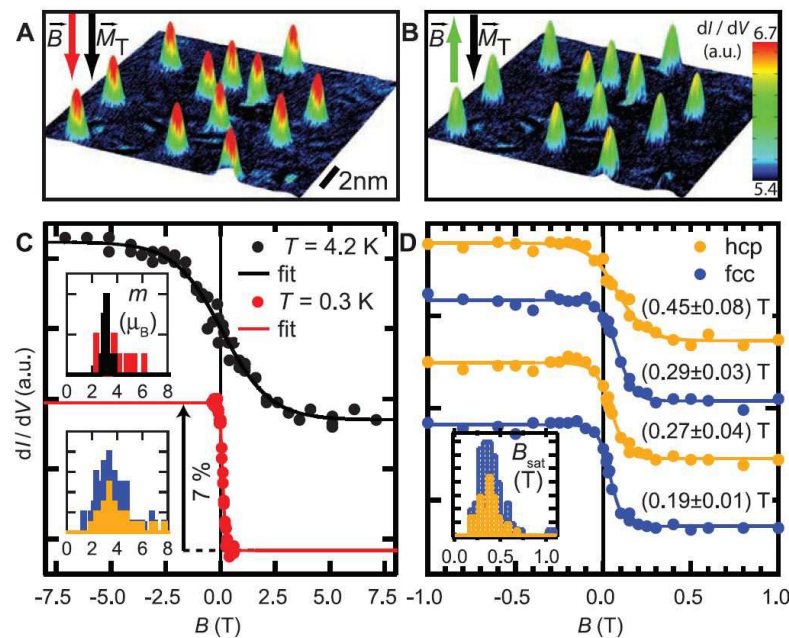 A
B
M_T
2nm
B
B
M_T
dI / dV
(a.u.)
6.7
5.4
C
T = 4.2 K
fit
T = 0.3 K
fit
m
(μ_B)
0 2 4 6 8
0 2 4 6 8
7 %
dI / dV (a.u.)
-7.5 -5.0 -2.5 0.0 2.5 5.0 7.5
B (T)
D
hcp
fcc
(0.45±0.08) T
(0.29±0.03) T
(0.27±0.04) T
(0.19±0.01) T
B_sat
(T)
0.0 0.5 1.0
-1.0 -0.5 0.0 0.5 1.0
B (T)